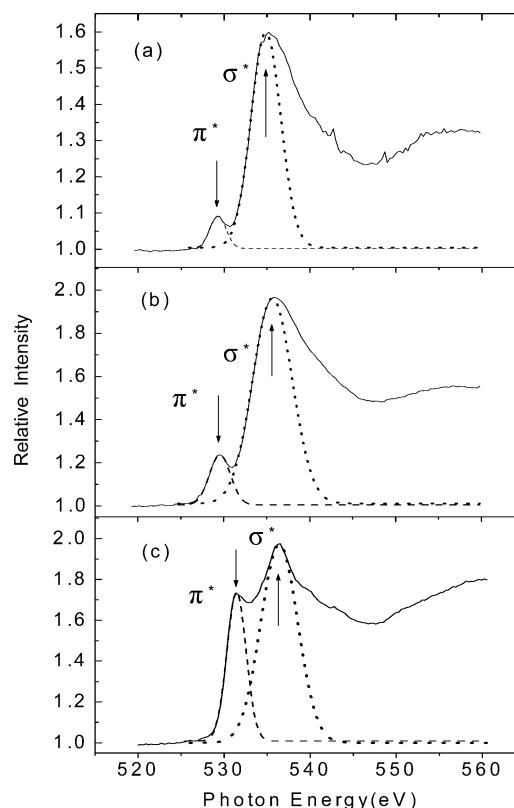 1.6
(a)
1.5
σ*
1.4
π*
1.3
1.2
1.1
1.0
2.0
(b)
1.8
σ*
1.6
π*
1.4
1.2
1.0
Relative Intensity
2.0
(c)
σ*
1.8
π*
1.6
1.4
1.2
1.0
520 530 540 550 560
Photon Energy(eV)